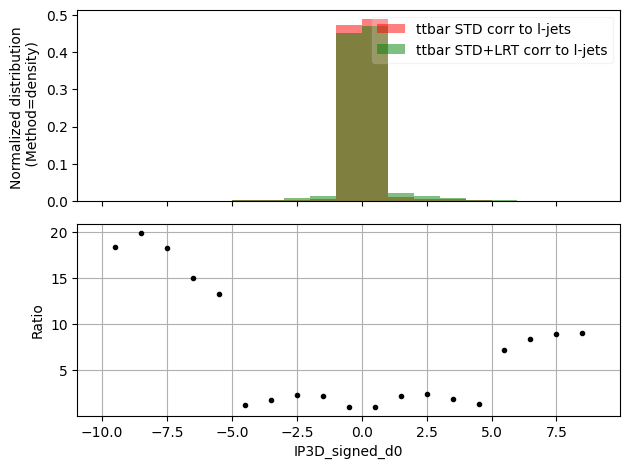 Normalized distribution
(Method=density)
0.5
0.4
0.3
0.2
0.1
0.0
ttbar STD corr to l-jets
ttbar STD+LRT corr to l-jets
Ratio
20
15
10
5
−10.0 −7.5 −5.0 −2.5 0.0 2.5 5.0 7.5
IP3D_signed_d0